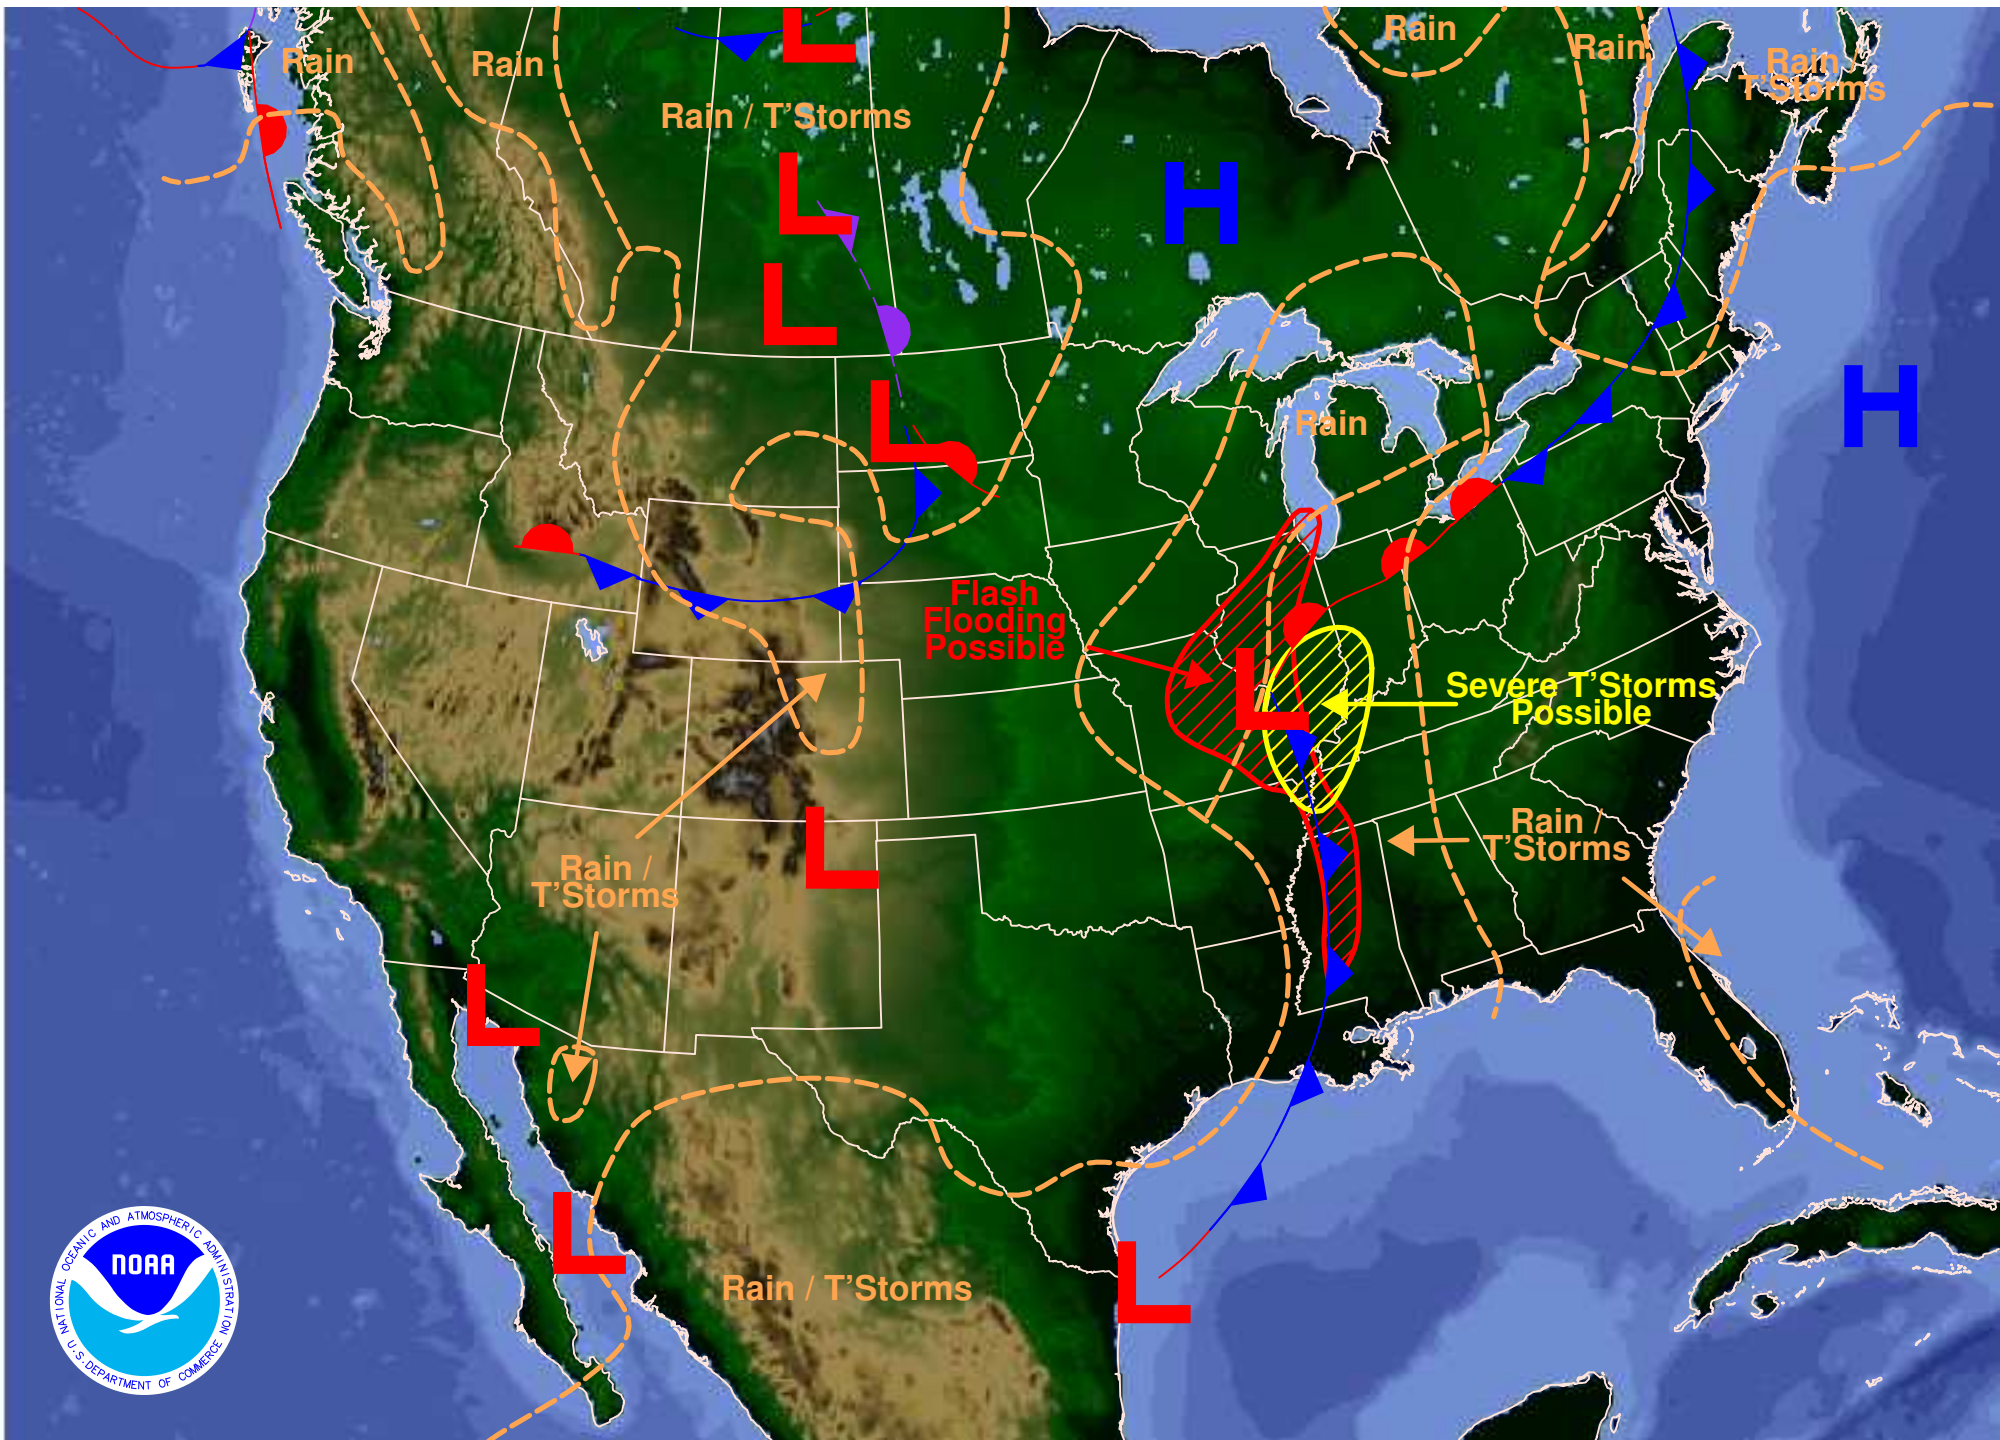 Rain
Rain
Rain
Rain
Rain /
T'Storms
Rain / T'Storms
L
L
H
L
H
L
Rain
Flash
Flooding
Possible
L
Severe T'Storms
Possible
L
Rain /
T'Storms
Rain /
T'Storms
L
L
Rain / T'Storms
L
NATIONAL OCEANIC AND ATMOSPHERIC ADMINISTRATION
NOAA
U.S. DEPARTMENT OF COMMERCE